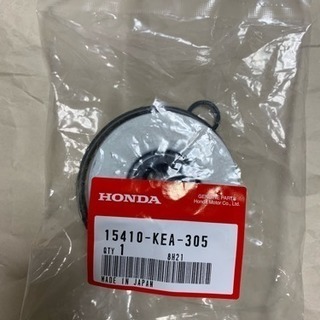 HONDA
GENUINE PARTS
Honda Motor Co., Ltd.
15410-KEA-305
QTY 1
8H21
MADE IN JAPAN